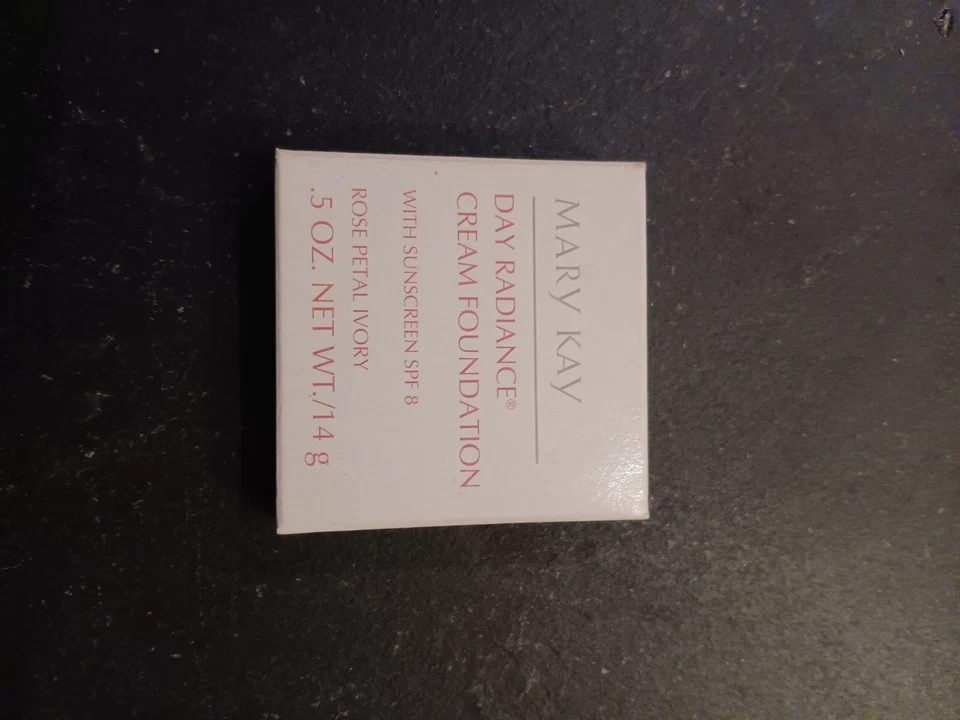 MARY KAY
DAY RADIANCE®
CREAM FOUNDATION
WITH SUNSCREEN SPF 8
ROSE PETAL IVORY
.5 OZ. NET WT./14 g